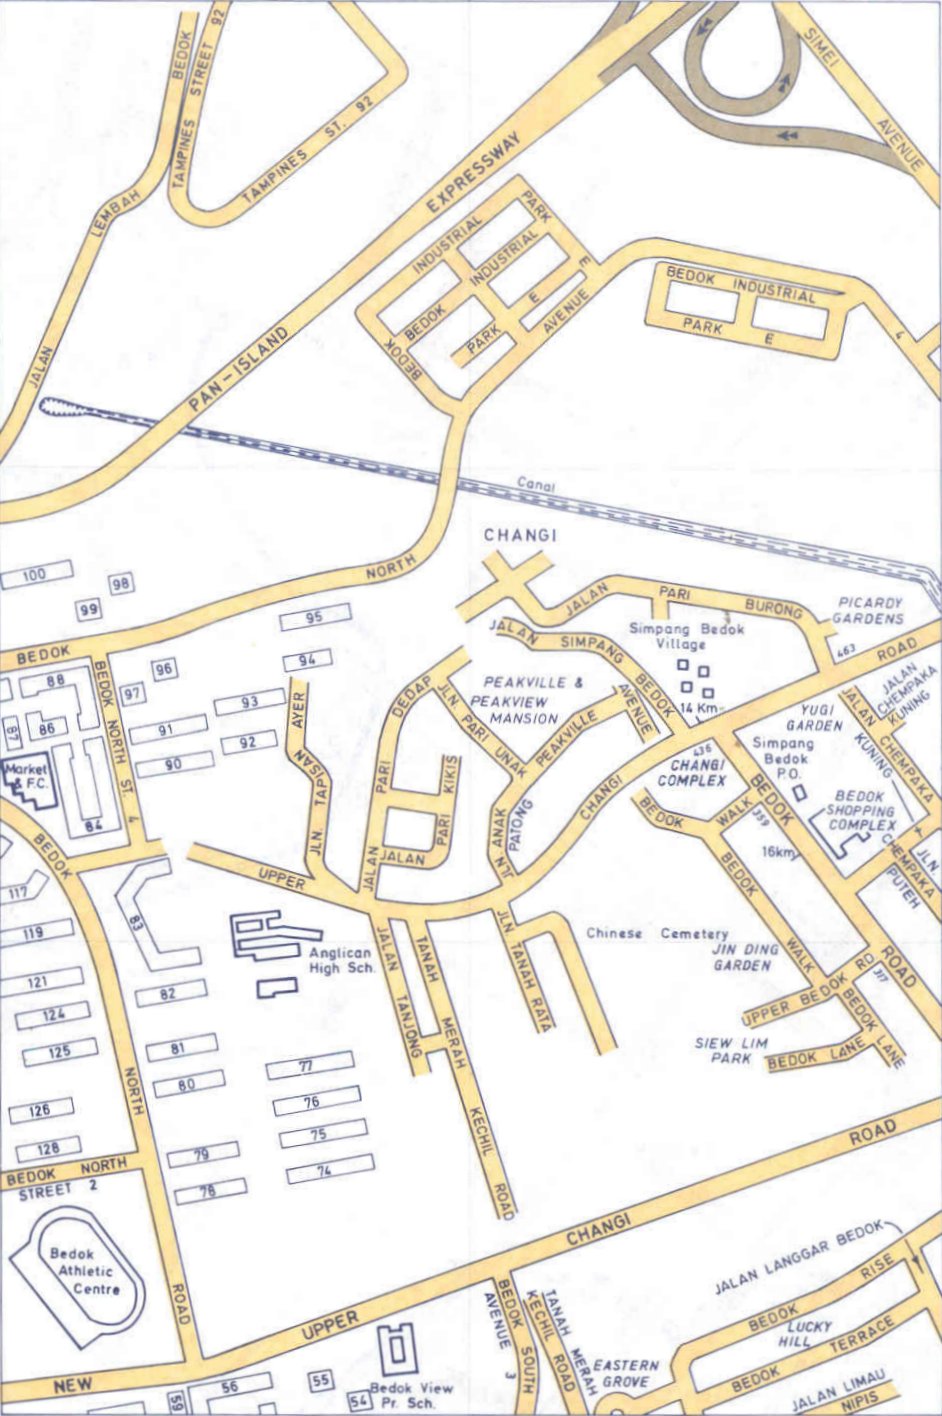 BEDOK
TAMPINES STREET 92
LEMBAH
JALAN
TAMPINES ST. 92
SIMEI
AVENUE
EXPRESSWAY
PAN-ISLAND
INDUSTRIAL
PARK
E
BEDOK
BEDOK INDUSTRIAL
PARK E
AVENUE
BEDOK INDUSTRIAL
PARK E
4
Canal
CHANGI
NORTH
BEDOK
100
98
99
95
94
96
97
93
91
92
90
88
86
87
Market
& F.C.
84
BEDOK NORTH ST. 4
BEDOK
JALAN
PARI
BURONG
PICARDY
GARDENS
463
ROAD
JALAN
SIMPANG
BEDOK
Simpang Bedok
Village
14 Km
436
PEAKVILLE &
PEAKVIEW
MANSION
PEAKVILLE
AVENUE
DEDAP
PARI
JALAN
JLN. PARI UNAK
JALAN
PARI
KIKIS
JLN. ANAK
PATONG
AYER
TAPISAN
JLN.
UPPER
CHANGI
CHANGI
COMPLEX
YUGI
GARDEN
Simpang
Bedok
P.O.
BEDOK
SHOPPING
COMPLEX
JALAN
CHEMPAKA
KUNING
JALAN CHEMPAKA
KUNING
JLN.
CHEMPAKA
PUTEH
BEDOK
WALK
359
BEDOK
16km
BEDOK
WALK
ROAD
317
Chinese Cemetery
JIN DING
GARDEN
UPPER BEDOK RD
BEDOK LANE
SIEW LIM
PARK
BEDOK LANE
JLN TANAH RATA
JALAN TANJONG
TANAH MERAH KECHIL ROAD
Anglican
High Sch.
83
82
81
80
79
78
77
76
75
74
117
119
121
124
125
126
128
NORTH
BEDOK NORTH
STREET 2
Bedok
Athletic
Centre
ROAD
NEW
UPPER
CHANGI
ROAD
56
55
54
59
Bedok View
Pr. Sch.
BEDOK SOUTH
AVENUE 3
TANAH MERAH
KECHIL ROAD
EASTERN
GROVE
JALAN LANGGAR BEDOK
BEDOK
RISE
LUCKY
HILL
BEDOK
TERRACE
JALAN LIMAU
NIPIS